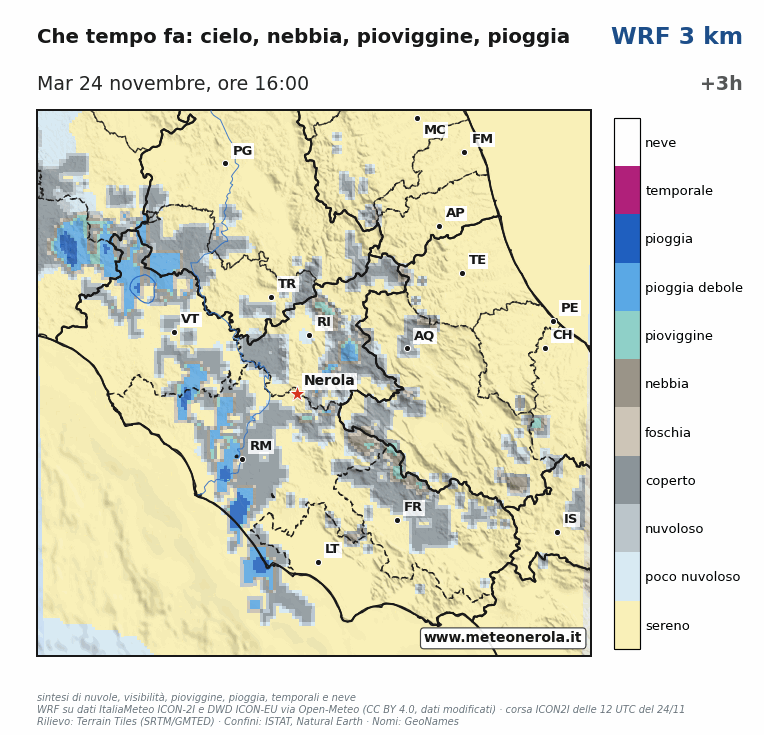 Che tempo fa: cielo, nebbia, pioviggine, pioggia
WRF 3 km
Mar 24 novembre, ore 16:00
+3h
MC
FM
PG
AP
TE
TR
PE
VT
RI
AQ
CH
Nerola
RM
FR
IS
LT
www.meteonerola.it
neve
temporale
pioggia
pioggia debole
pioviggine
nebbia
foschia
coperto
nuvoloso
poco nuvoloso
sereno
sintesi di nuvole, visibilità, pioviggine, pioggia, temporali e neve
WRF su dati ItaliaMeteo ICON-2I e DWD ICON-EU via Open-Meteo (CC BY 4.0, dati modificati) · corsa ICON2I delle 12 UTC del 24/11
Rilievo: Terrain Tiles (SRTM/GMTED) · Confini: ISTAT, Natural Earth · Nomi: GeoNames